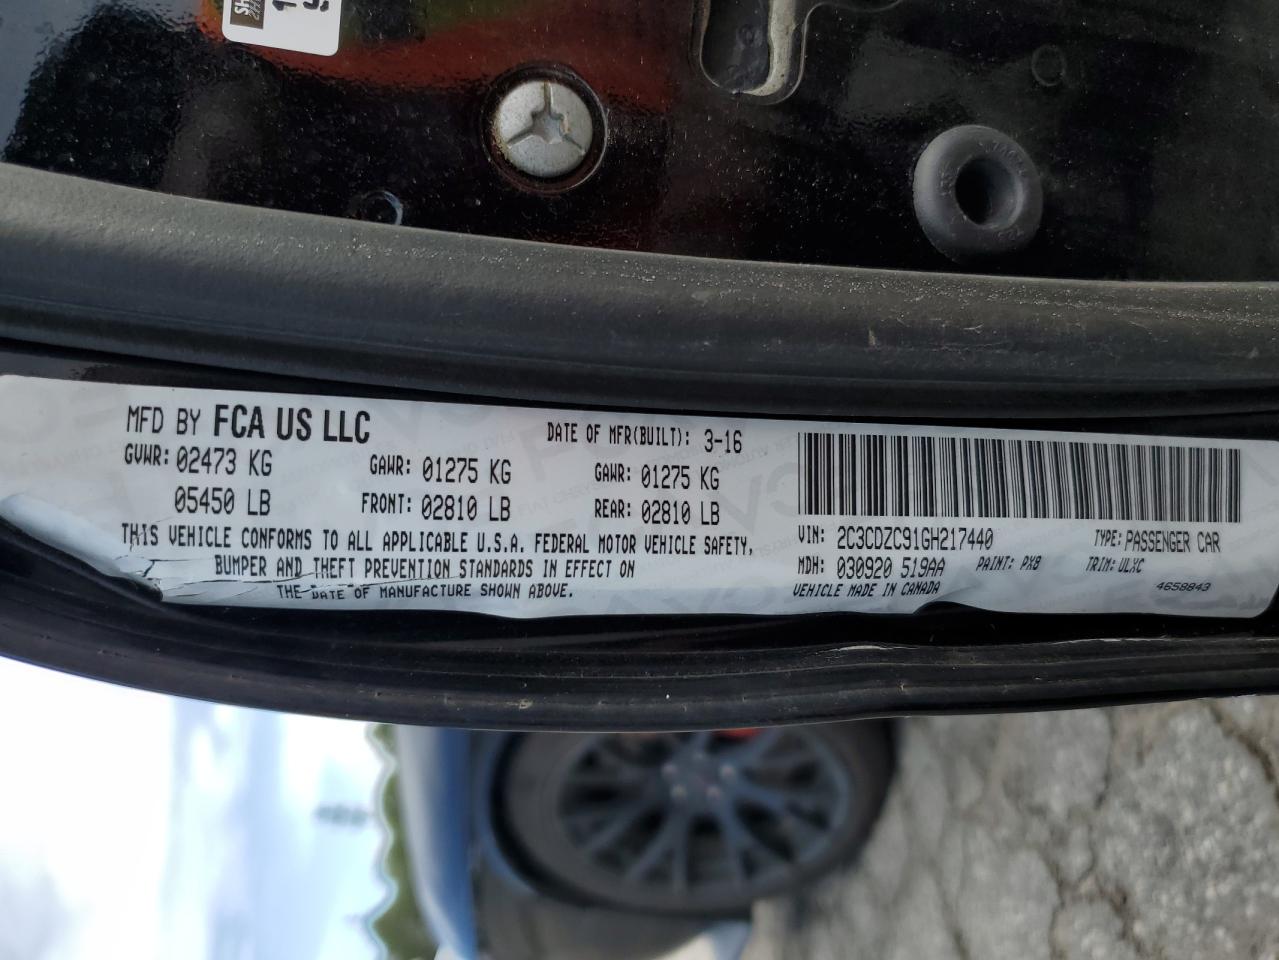 MFD BY FCA US LLC
DATE OF MFR(BUILT): 3-16
GVWR: 02473 KG
GAWR: 01275 KG
GAWR: 01275 KG
05450 LB
FRONT: 02810 LB
REAR: 02810 LB
THIS VEHICLE CONFORMS TO ALL APPLICABLE U.S.A. FEDERAL MOTOR VEHICLE SAFETY,
BUMPER AND THEFT PREVENTION STANDARDS IN EFFECT ON
THE DATE OF MANUFACTURE SHOWN ABOVE.
VIN: 2C3CDZC91GH217440
TYPE: PASSENGER CAR
MDH: 030920 519AA
PAINT: PX8
TRIM: ULXC
VEHICLE MADE IN CANADA
4658843